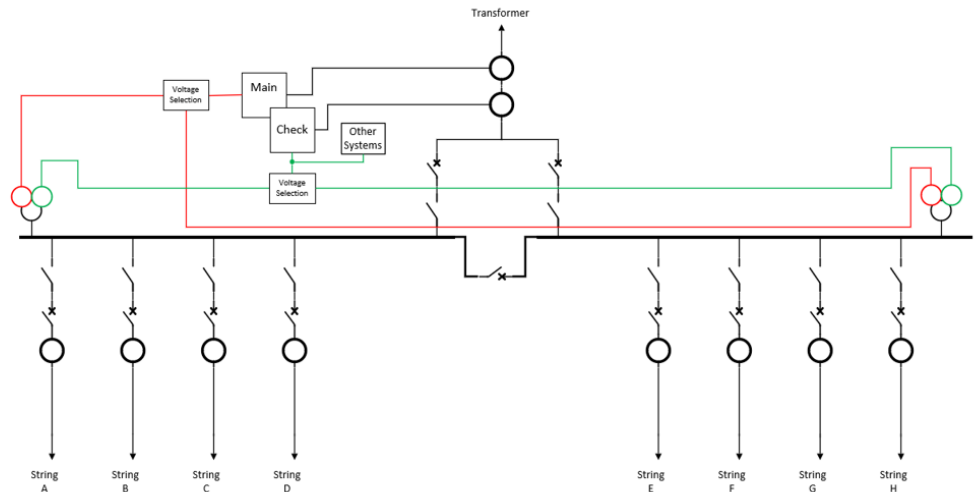 Transformer
Voltage
Selection
Main
Check
Other
Systems
Voltage
Selection
String
A
String
B
String
C
String
D
String
E
String
F
String
G
String
H